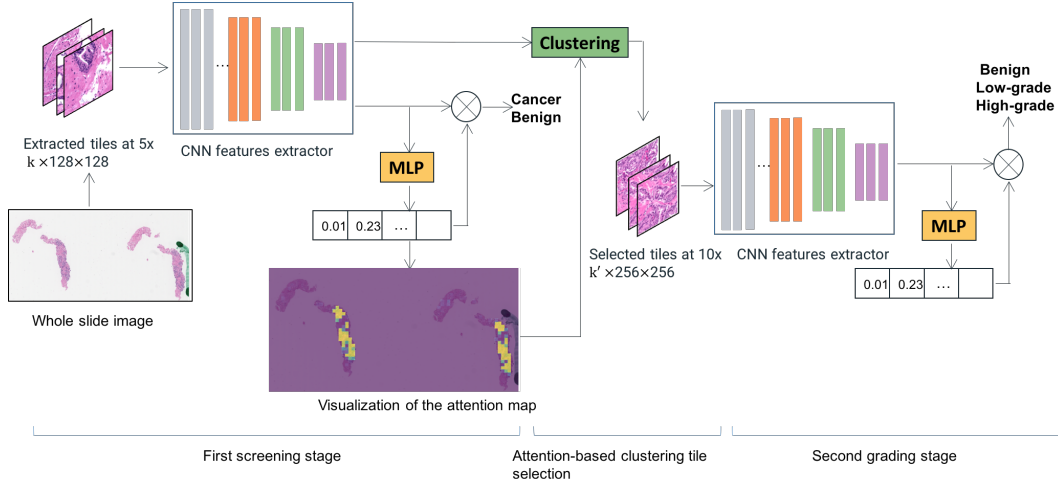 Extracted tiles at 5x
k ×128×128
CNN features extractor
Whole slide image
MLP
0.01 0.23 ...
Cancer
Benign
Visualization of the attention map
Clustering
Selected tiles at 10x
k′ ×256×256
CNN features extractor
MLP
0.01 0.23 ...
Benign
Low-grade
High-grade
First screening stage
Attention-based clustering tile
selection
Second grading stage